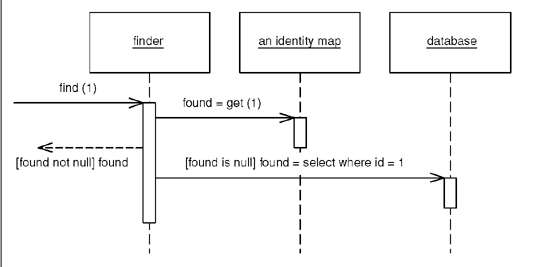 finder
an identity map
database
find (1)
found = get (1)
[found not null] found
[found is null] found = select where id = 1